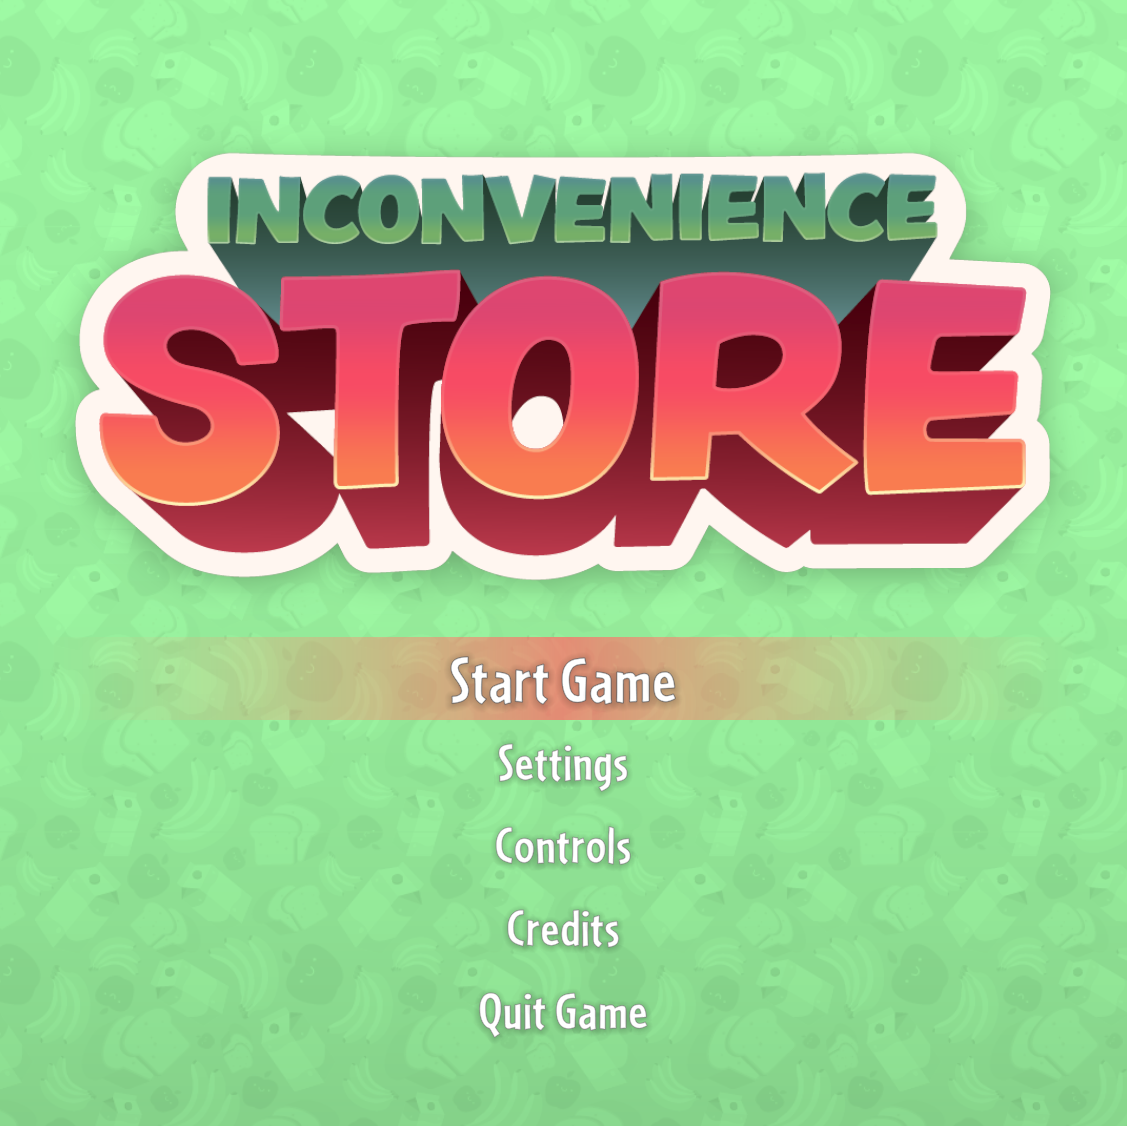 INCONVENIENCE
STORE
Start Game
Settings
Controls
Credits
Quit Game